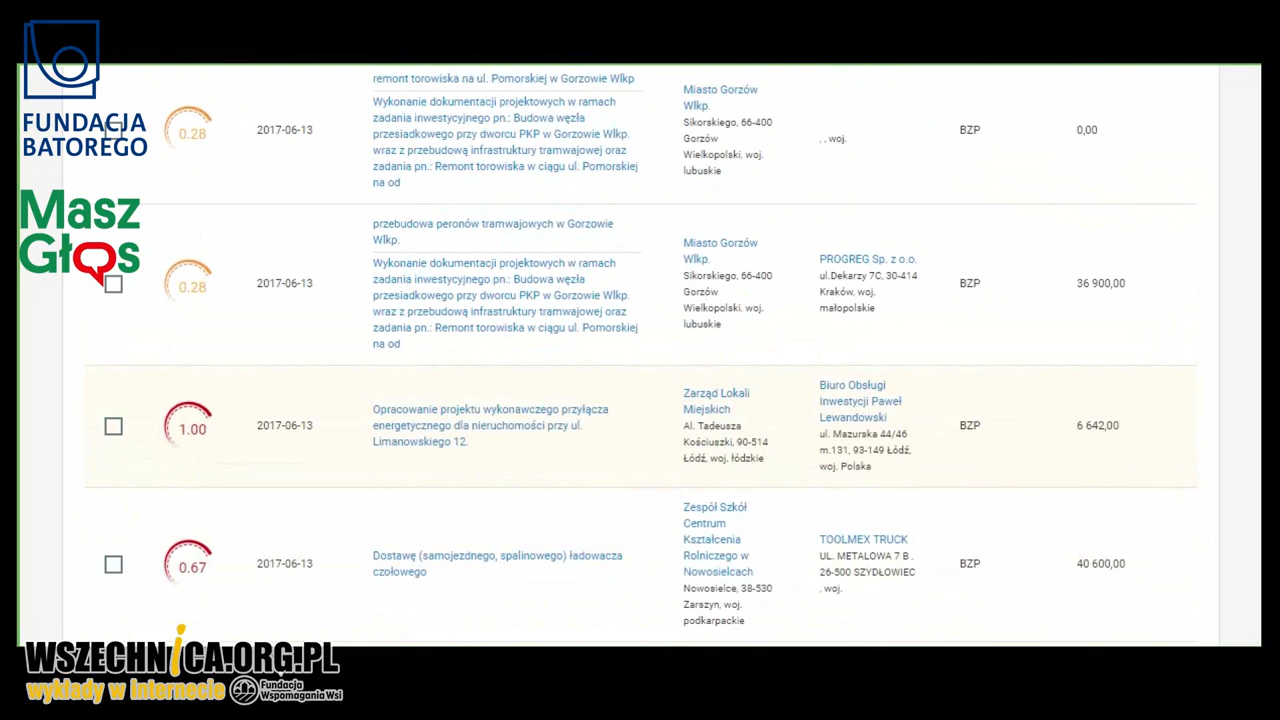 FUNDACJA
BATOREGO
Masz
Głos
remont torowiska na ul. Pomorskiej w Gorzowie Wlkp
0.28
2017-06-13
Wykonanie dokumentacji projektowych w ramach
zadania inwestycyjnego pn.: Budowa węzła
przesiadkowego przy dworcu PKP w Gorzowie Wlkp.
wraz z przebudową infrastruktury tramwajowej oraz
zadania pn.: Remont torowiska w ciągu ul. Pomorskiej
na od
Miasto Gorzów
Wlkp.
Sikorskiego, 66-400
Gorzów
Wielkopolski, woj.
lubuskie
, , woj.
BZP
0,00
0.28
2017-06-13
przebudowa peronów tramwajowych w Gorzowie
Wlkp.
Wykonanie dokumentacji projektowych w ramach
zadania inwestycyjnego pn.: Budowa węzła
przesiadkowego przy dworcu PKP w Gorzowie Wlkp.
wraz z przebudową infrastruktury tramwajowej oraz
zadania pn.: Remont torowiska w ciągu ul. Pomorskiej
na od
Miasto Gorzów
Wlkp.
Sikorskiego, 66-400
Gorzów
Wielkopolski, woj.
lubuskie
PROGREG Sp. z o.o.
ul.Dekarzy 7C, 30-414
Kraków, woj.
małopolskie
BZP
36 900,00
1.00
2017-06-13
Opracowanie projektu wykonawczego przyłącza
energetycznego dla nieruchomości przy ul.
Limanowskiego 12.
Zarząd Lokali
Miejskich
Al. Tadeusza
Kościuszki, 90-514
Łódź, woj. łódzkie
Biuro Obsługi
Inwestycji Paweł
Lewandowski
ul. Mazurska 44/46
m.131, 93-149 Łódź,
woj. Polska
BZP
6 642,00
0.67
2017-06-13
Dostawę (samojezdnego, spalinowego) ładowacza
czołowego
Zespół Szkół
Centrum
Kształcenia
Rolniczego w
Nowosielcach
Nowosielce, 38-530
Zarszyn, woj.
podkarpackie
TOOLMEX TRUCK
UL. METALOWA 7 B .
26-500 SZYDŁOWIEC
, woj.
BZP
40 600,00
WSZECHNICA.ORG.PL
wykłady w internecie
Fundacja
Wspomagania Wsi